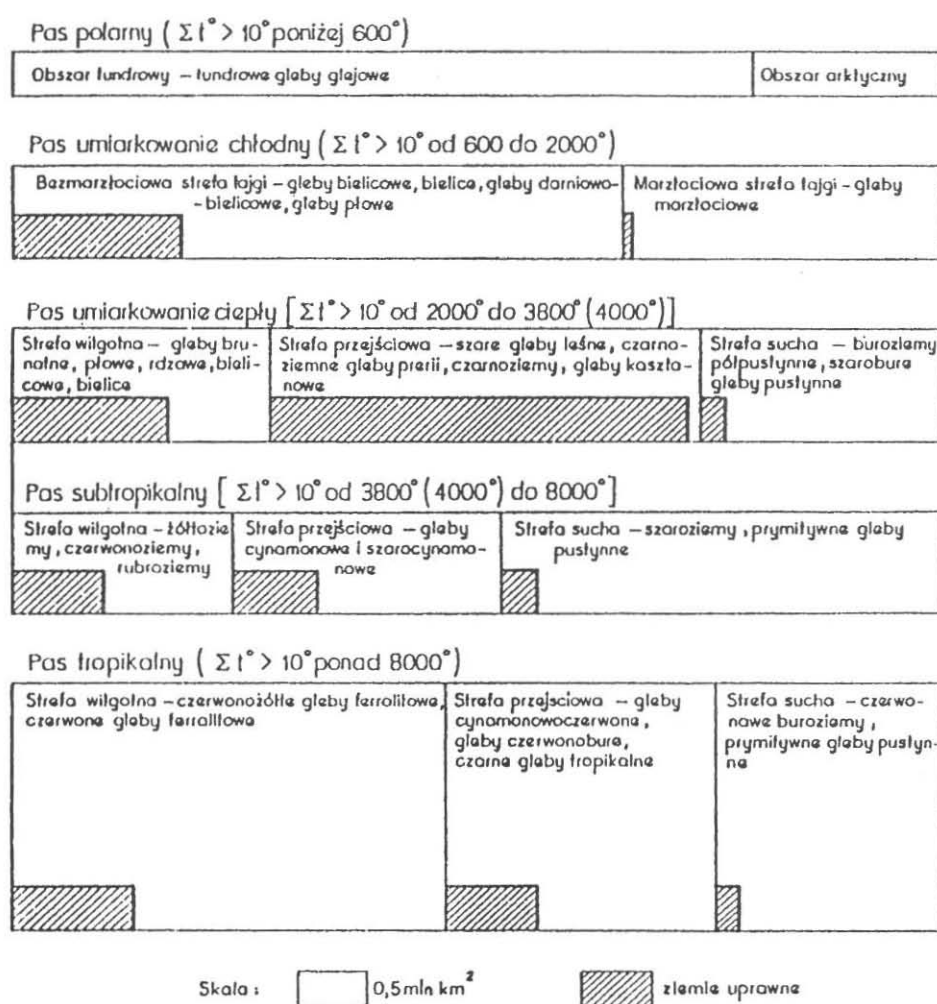 Pas polarny ( Σ t° > 10° poniżej 600°)
Obszar tundrowy – tundrowe gleby glejowe
Obszar arktyczny
Pas umiarkowanie chłodny ( Σ t° > 10° od 600 do 2000°)
Bezmarzłociowa strefa tajgi - gleby bielicowe, bielice, gleby darniowo-
-bielicowe, gleby płowe
Marzłociowa strefa tajgi - gleby
marzłociowe
Pas umiarkowanie ciepły [ Σ t° > 10° od 2000° do 3800° (4000°)]
Strefa wilgotna – gleby bru-
natne, płowe, rdzawe, bieli-
cowe, bielice
Strefa przejściowa – szare gleby leśne, czarno-
ziemne gleby prerii, czarnoziemy, gleby kaszta-
nowe
Strefa sucha – buroziemy
półpustynne, szarobure
gleby pustynne
Pas subtropikalny [ Σ t° > 10° od 3800° (4000°) do 8000°]
Strefa wilgotna – żółtozie
my, czerwonoziemy,
rubroziemy
Strefa przejściowa – gleby
cynamonowe i szarocynamo-
nowe
Strefa sucha – szaroziemy, prymitywne gleby
pustynne
Pas tropikalny ( Σ t° > 10° ponad 8000°)
Strefa wilgotna – czerwonożółte gleby ferralitowe,
czerwone gleby ferralitowe
Strefa przejsciowa – gleby
cynamonowoczerwone,
gleby czerwonobure,
czarne gleby tropikalne
Strefa sucha – czerwo-
nawe buroziemy,
prymitywne gleby pustyn-
ne
Skala :
0,5 mln km²
ziemie uprawne